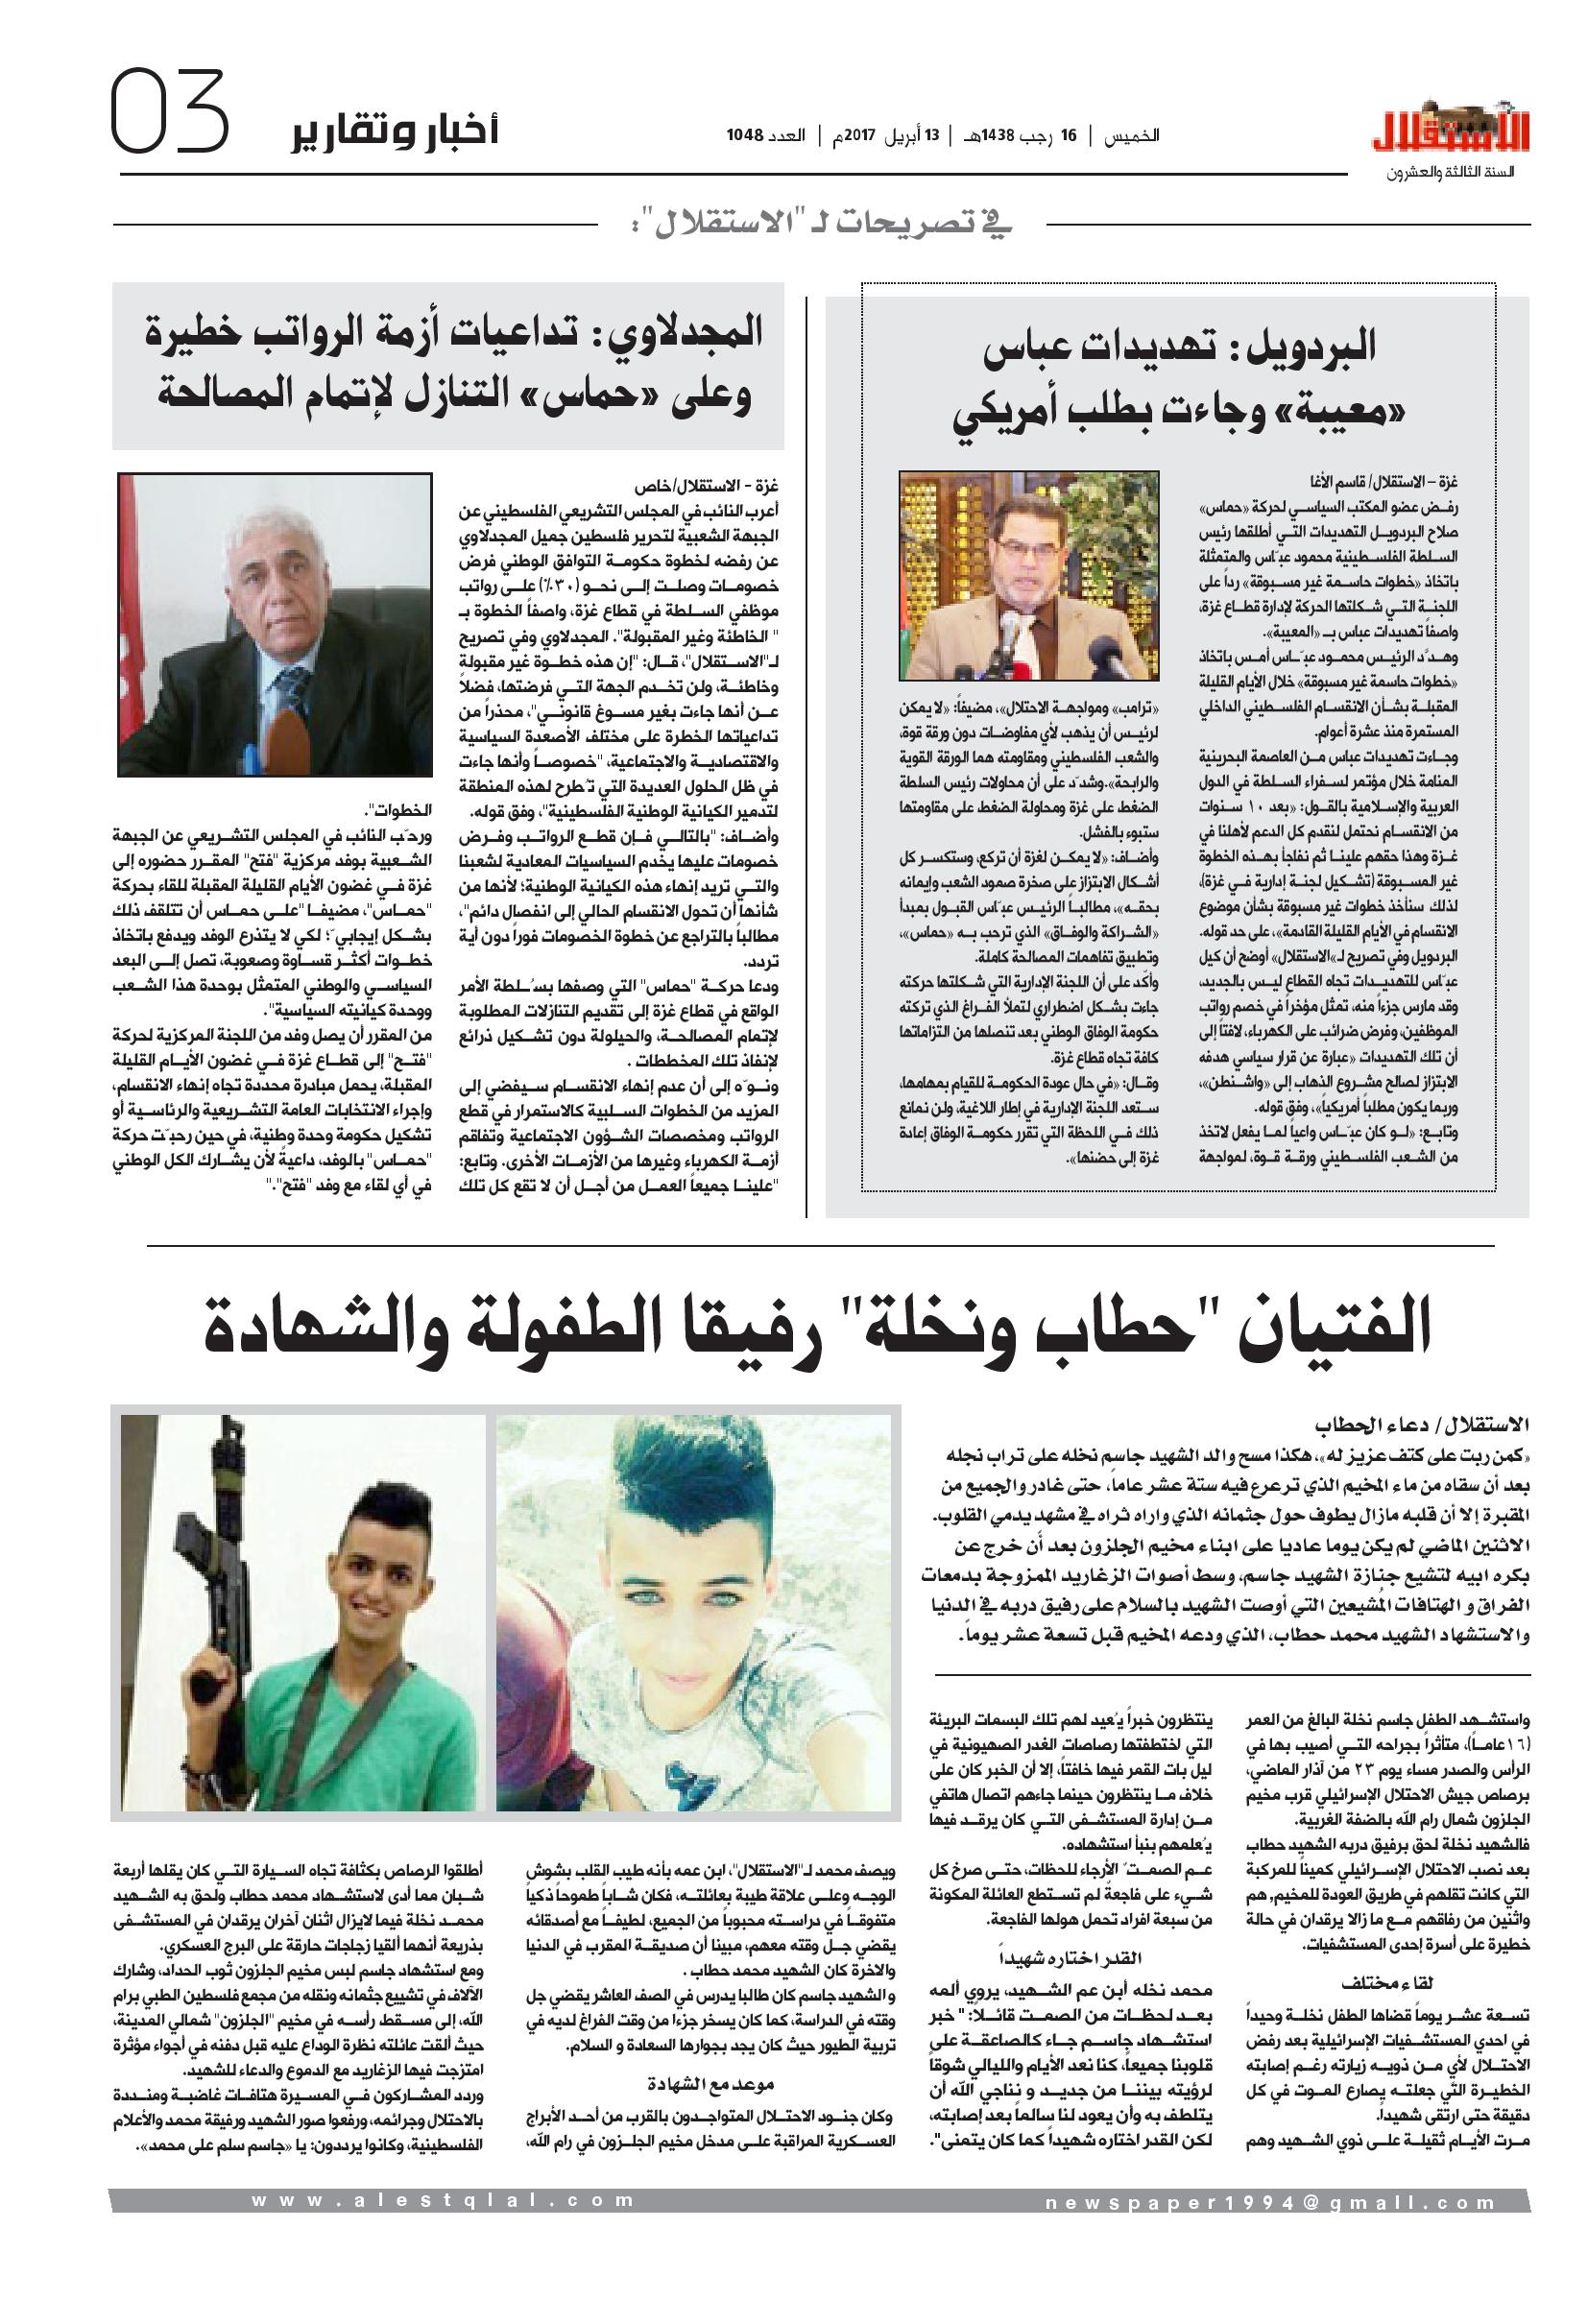 الاستقلال
السنة الثالثة والعشرون
الخميس | 16 رجب 1438هـ | 13 أبريل 2017م | العدد 1048
أخبار وتقارير
03
في تصريحات لـ "الاستقلال":
البردويل: تهديدات عباس
«معيبة» وجاءت بطلب أمريكي
غزة – الاستقلال/ قاسم الأغا
رفض عضو المكتب السياسي لحركة «حماس»
صلاح البردويل التهديدات التي أطلقها رئيس
السلطة الفلسطينية محمود عبّاس والمتمثلة
باتخاذ «خطوات حاسمة غير مسبوقة» رداً على
اللجنة التي شكلتها الحركة لإدارة قطاع غزة،
واصفاً تهديدات عباس بـ «المعيبة».
وهدّد الرئيس محمود عبّاس أمس باتخاذ
«خطوات حاسمة غير مسبوقة» خلال الأيام القليلة
المقبلة بشأن الانقسام الفلسطيني الداخلي
المستمرة منذ عشرة أعوام.
وجاءت تهديدات عباس من العاصمة البحرينية
المنامة خلال مؤتمر لسفراء السلطة في الدول
العربية والإسلامية بالقول: «بعد ١٠ سنوات
من الانقسام نحتمل لنقدم كل الدعم لأهلنا في
غزة وهذا حقهم علينا ثم نفاجأ بهذه الخطوة
غير المسبوقة (تشكيل لجنة إدارية في غزة)،
لذلك سنأخذ خطوات غير مسبوقة بشأن موضوع
الانقسام في الأيام القليلة القادمة»، على حد قوله.
البردويل وفي تصريح لـ»الاستقلال» أوضح أن كيل
عبّاس للتهديدات تجاه القطاع ليس بالجديد،
وقد مارس جزءاً منه، تمثل مؤخراً في خصم رواتب
الموظفين، وفرض ضرائب على الكهرباء، لافتاً إلى
أن تلك التهديدات «عبارة عن قرار سياسي هدفه
الابتزاز لصالح مشروع الذهاب إلى «واشنطن»،
وربما يكون مطلباً أمريكياً»، وفق قوله.
وتابع: «لو كان عبّاس واعياً لما يفعل لاتخذ
من الشعب الفلسطيني ورقة قوة، لمواجهة
«ترامب» ومواجهة الاحتلال»، مضيفاً: «لا يمكن
لرئيس أن يذهب لأي مفاوضات دون ورقة قوة،
والشعب الفلسطيني ومقاومته هما الورقة القوية
والرابحة».وشدّد على أن محاولات رئيس السلطة
الضغط على غزة ومحاولة الضغط على مقاومتها
ستبوء بالفشل.
وأضاف: «لا يمكن لغزة أن تركع، وستكسر كل
أشكال الابتزاز على صخرة صمود الشعب وإيمانه
بحقه»، مطالباً الرئيس عبّاس القبول بمبدأ
«الشراكة والوفاق» الذي ترحب به «حماس»،
وتطبيق تفاهمات المصالحة كاملة.
وأكّد على أن اللجنة الإدارية التي شكلتها حركته
جاءت بشكل اضطراري لتملأ الفراغ الذي تركته
حكومة الوفاق الوطني بعد تنصلها من التزاماتها
كافة تجاه قطاع غزة.
وقال: «في حال عودة الحكومة للقيام بمهامها،
ستعد اللجنة الإدارية في إطار اللاغية، ولن نمانع
ذلك في اللحظة التي تقرر حكومة الوفاق إعادة
غزة إلى حضنها».
المجدلاوي: تداعيات أزمة الرواتب خطيرة
وعلى «حماس» التنازل لإتمام المصالحة
غزة - الاستقلال/خاص
أعرب النائب في المجلس التشريعي الفلسطيني عن
الجبهة الشعبية لتحرير فلسطين جميل المجدلاوي
عن رفضه لخطوة حكومة التوافق الوطني فرض
خصومات وصلت إلى نحو (٣٠٪) على رواتب
موظفي السلطة في قطاع غزة، واصفاً الخطوة بـ
" الخاطئة وغير المقبولة". المجدلاوي وفي تصريح
لـ"الاستقلال"، قال: "إن هذه خطوة غير مقبولة
وخاطئة، ولن تخدم الجهة التي فرضتها، فضلاً
عن أنها جاءت بغير مسوغ قانوني"، محذراً من
تداعياتها الخطرة على مختلف الأصعدة السياسية
والاقتصادية والاجتماعية، "خصوصاً وأنها جاءت
في ظل الحلول العديدة التي تُطرح لهذه المنطقة
لتدمير الكيانية الوطنية الفلسطينية"، وفق قوله.
وأضاف: "بالتالي فإن قطع الرواتب وفرض
خصومات عليها يخدم السياسيات المعادية لشعبنا
والتي تريد إنهاء هذه الكيانية الوطنية؛ لأنها من
شأنها أن تحول الانقسام الحالي إلى انفصال دائم"،
مطالباً بالتراجع عن خطوة الخصومات فوراً دون أية
تردد.
ودعا حركة "حماس" التي وصفها بسُلطة الأمر
الواقع في قطاع غزة إلى تقديم التنازلات المطلوبة
لإتمام المصالحة، والحيلولة دون تشكيل ذرائع
لإنفاذ تلك المخططات .
ونوّه إلى أن عدم إنهاء الانقسام سيفضي إلى
المزيد من الخطوات السلبية كالاستمرار في قطع
الرواتب ومخصصات الشؤون الاجتماعية وتفاقم
أزمة الكهرباء وغيرها من الأزمات الأخرى. وتابع:
"علينا جميعاً العمل من أجل أن لا تقع كل تلك
الخطوات".
ورحّب النائب في المجلس التشريعي عن الجبهة
الشعبية بوفد مركزية "فتح" المقرر حضوره إلى
غزة في غضون الأيام القليلة المقبلة للقاء بحركة
"حماس"، مضيفا "على حماس أن تتلقف ذلك
بشكل إيجابيّ؛ لكي لا يتذرع الوفد ويدفع باتخاذ
خطوات أكثر قساوة وصعوبة، تصل إلى البعد
السياسي والوطني المتمثل بوحدة هذا الشعب
ووحدة كيانيته السياسية".
من المقرر أن يصل وفد من اللجنة المركزية لحركة
"فتح" إلى قطاع غزة في غضون الأيام القليلة
المقبلة، يحمل مبادرة محددة تجاه إنهاء الانقسام،
وإجراء الانتخابات العامة التشريعية والرئاسية أو
تشكيل حكومة وحدة وطنية، في حين رحبّت حركة
"حماس" بالوفد، داعيةً لأن يشارك الكل الوطني
في أي لقاء مع وفد "فتح"."
الفتيان "حطاب ونخلة" رفيقا الطفولة والشهادة
الاستقلال/ دعاء الحطاب
«كمن ربت على كتف عزيز له»، هكذا مسح والد الشهيد جاسم نخله على تراب نجله
بعد أن سقاه من ماء المخيم الذي ترعرع فيه ستة عشر عاماً، حتى غادر والجميع من
المقبرة إلا أن قلبه مازال يطوف حول جثمانه الذي واراه ثراه في مشهد يدمي القلوب.
الاثنين الماضي لم يكن يوما عاديا على ابناء مخيم الجلزون بعد أن خرج عن
بكره ابيه لتشيع جنازة الشهيد جاسم، وسط أصوات الزغاريد الممزوجة بدمعات
الفراق و الهتافات المُشيعين التي أوصت الشهيد بالسلام على رفيق دربه في الدنيا
والاستشهاد الشهيد محمد حطاب، الذي ودعه المخيم قبل تسعة عشر يوماً.
واستشهد الطفل جاسم نخلة البالغ من العمر
(١٦عاماً)، متأثراً بجراحه التي أصيب بها في
الرأس والصدر مساء يوم ٢٣ من آذار الماضي،
برصاص جيش الاحتلال الإسرائيلي قرب مخيم
الجلزون شمال رام الله بالضفة الغربية.
فالشهيد نخلة لحق برفيق دربه الشهيد حطاب
بعد نصب الاحتلال الإسرائيلي كميناً للمركبة
التي كانت تقلهم في طريق العودة للمخيم, هم
واثنين من رفاقهم مع ما زالا يرقدان في حالة
خطيرة على أسرة إحدى المستشفيات.
لقاء مختلف
تسعة عشر يوماً قضاها الطفل نخلة وحيداً
في احدي المستشفيات الإسرائيلية بعد رفض
الاحتلال لأي من ذويه زيارته رغم إصابته
الخطيرة التّي جعلته يصارع الموت في كل
دقيقة حتى ارتقى شهيداً.
مرت الأيام ثقيلة على ذوي الشهيد وهم
ينتظرون خبراً يُعيد لهم تلك البسمات البريئة
التي اختطفتها رصاصات الغدر الصهيونية في
ليل بات القمر فيها خافتاً، إلا أن الخبر كان على
خلاف ما ينتظرون حينما جاءهم اتصال هاتفي
من إدارة المستشفى التي كان يرقد فيها
يُعلمهم بنبأ استشهاده.
عم الصمتّ الأرجاء للحظات، حتى صرخ كل
شيء على فاجعةٌ لم تستطع العائلة المكونة
من سبعة افراد تحمل هولها الفاجعة.
القدر اختاره شهيداً
محمد نخله أبن عم الشهيد، يروي ألمه
بعد لحظات من الصمت قائلاً: " خبر
استشهاد جاسم جاء كالصاعقة على
قلوبنا جميعاً، كنا نعد الأيام والليالي شوقاً
لرؤيته بيننا من جديد و نناجي الله أن
يتلطف به وأن يعود لنا سالماً بعد إصابته،
لكن القدر اختاره شهيداً كما كان يتمنى".
ويصف محمد لـ"الاستقلال"، ابن عمه بأنه طيب القلب بشوش
الوجه وعلى علاقة طيبة بعائلته، فكان شاباً طموحاً ذكياً
متفوقاً في دراسته محبوباً من الجميع، لطيفاً مع أصدقائه
يقضي جل وقته معهم، مبينا أن صديقة المقرب في الدنيا
والاخرة كان الشهيد محمد حطاب .
و الشهيد جاسم كان طالبا يدرس في الصف العاشر يقضي جل
وقته في الدراسة، كما كان يسخر جزءا من وقت الفراغ لديه في
تربية الطيور حيث كان يجد بجوارها السعادة و السلام.
موعد مع الشهادة
وكان جنود الاحتلال المتواجدون بالقرب من أحد الأبراج
العسكرية المراقبة على مدخل مخيم الجلزون في رام الله،
أطلقوا الرصاص بكثافة تجاه السيارة التي كان يقلها أربعة
شبان مما أدى لاستشهاد محمد حطاب ولحق به الشهيد
محمد نخلة فيما لايزال اثنان آخران يرقدان في المستشفى
بذريعة أنهما ألقيا زجاجات حارقة على البرج العسكري.
ومع استشهاد جاسم لبس مخيم الجلزون ثوب الحداد، وشارك
الآلاف في تشييع جثمانه ونقله من مجمع فلسطين الطبي برام
الله، إلى مسقط رأسه في مخيم "الجلزون" شمالي المدينة،
حيث ألقت عائلته نظرة الوداع عليه قبل دفنه في أجواء مؤثرة
امتزجت فيها الزغاريد مع الدموع والدعاء للشهيد.
وردد المشاركون في المسيرة هتافات غاضبة ومنددة
بالاحتلال وجرائمه، ورفعوا صور الشهيد ورفيقة محمد والأعلام
الفلسطينية، وكانوا يرددون: يا «جاسم سلم على محمد».
www.alestqlal.com
newspaper1994@gmail.com